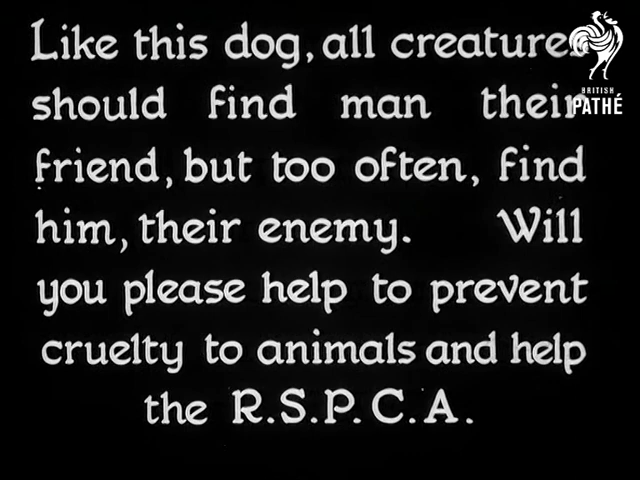 Like this dog, all creatures
should find man their
friend, but too often, find
him, their enemy. Will
you please help to prevent
cruelty to animals and help
the R.S.P.C.A.
BRITISH
PATHÉ